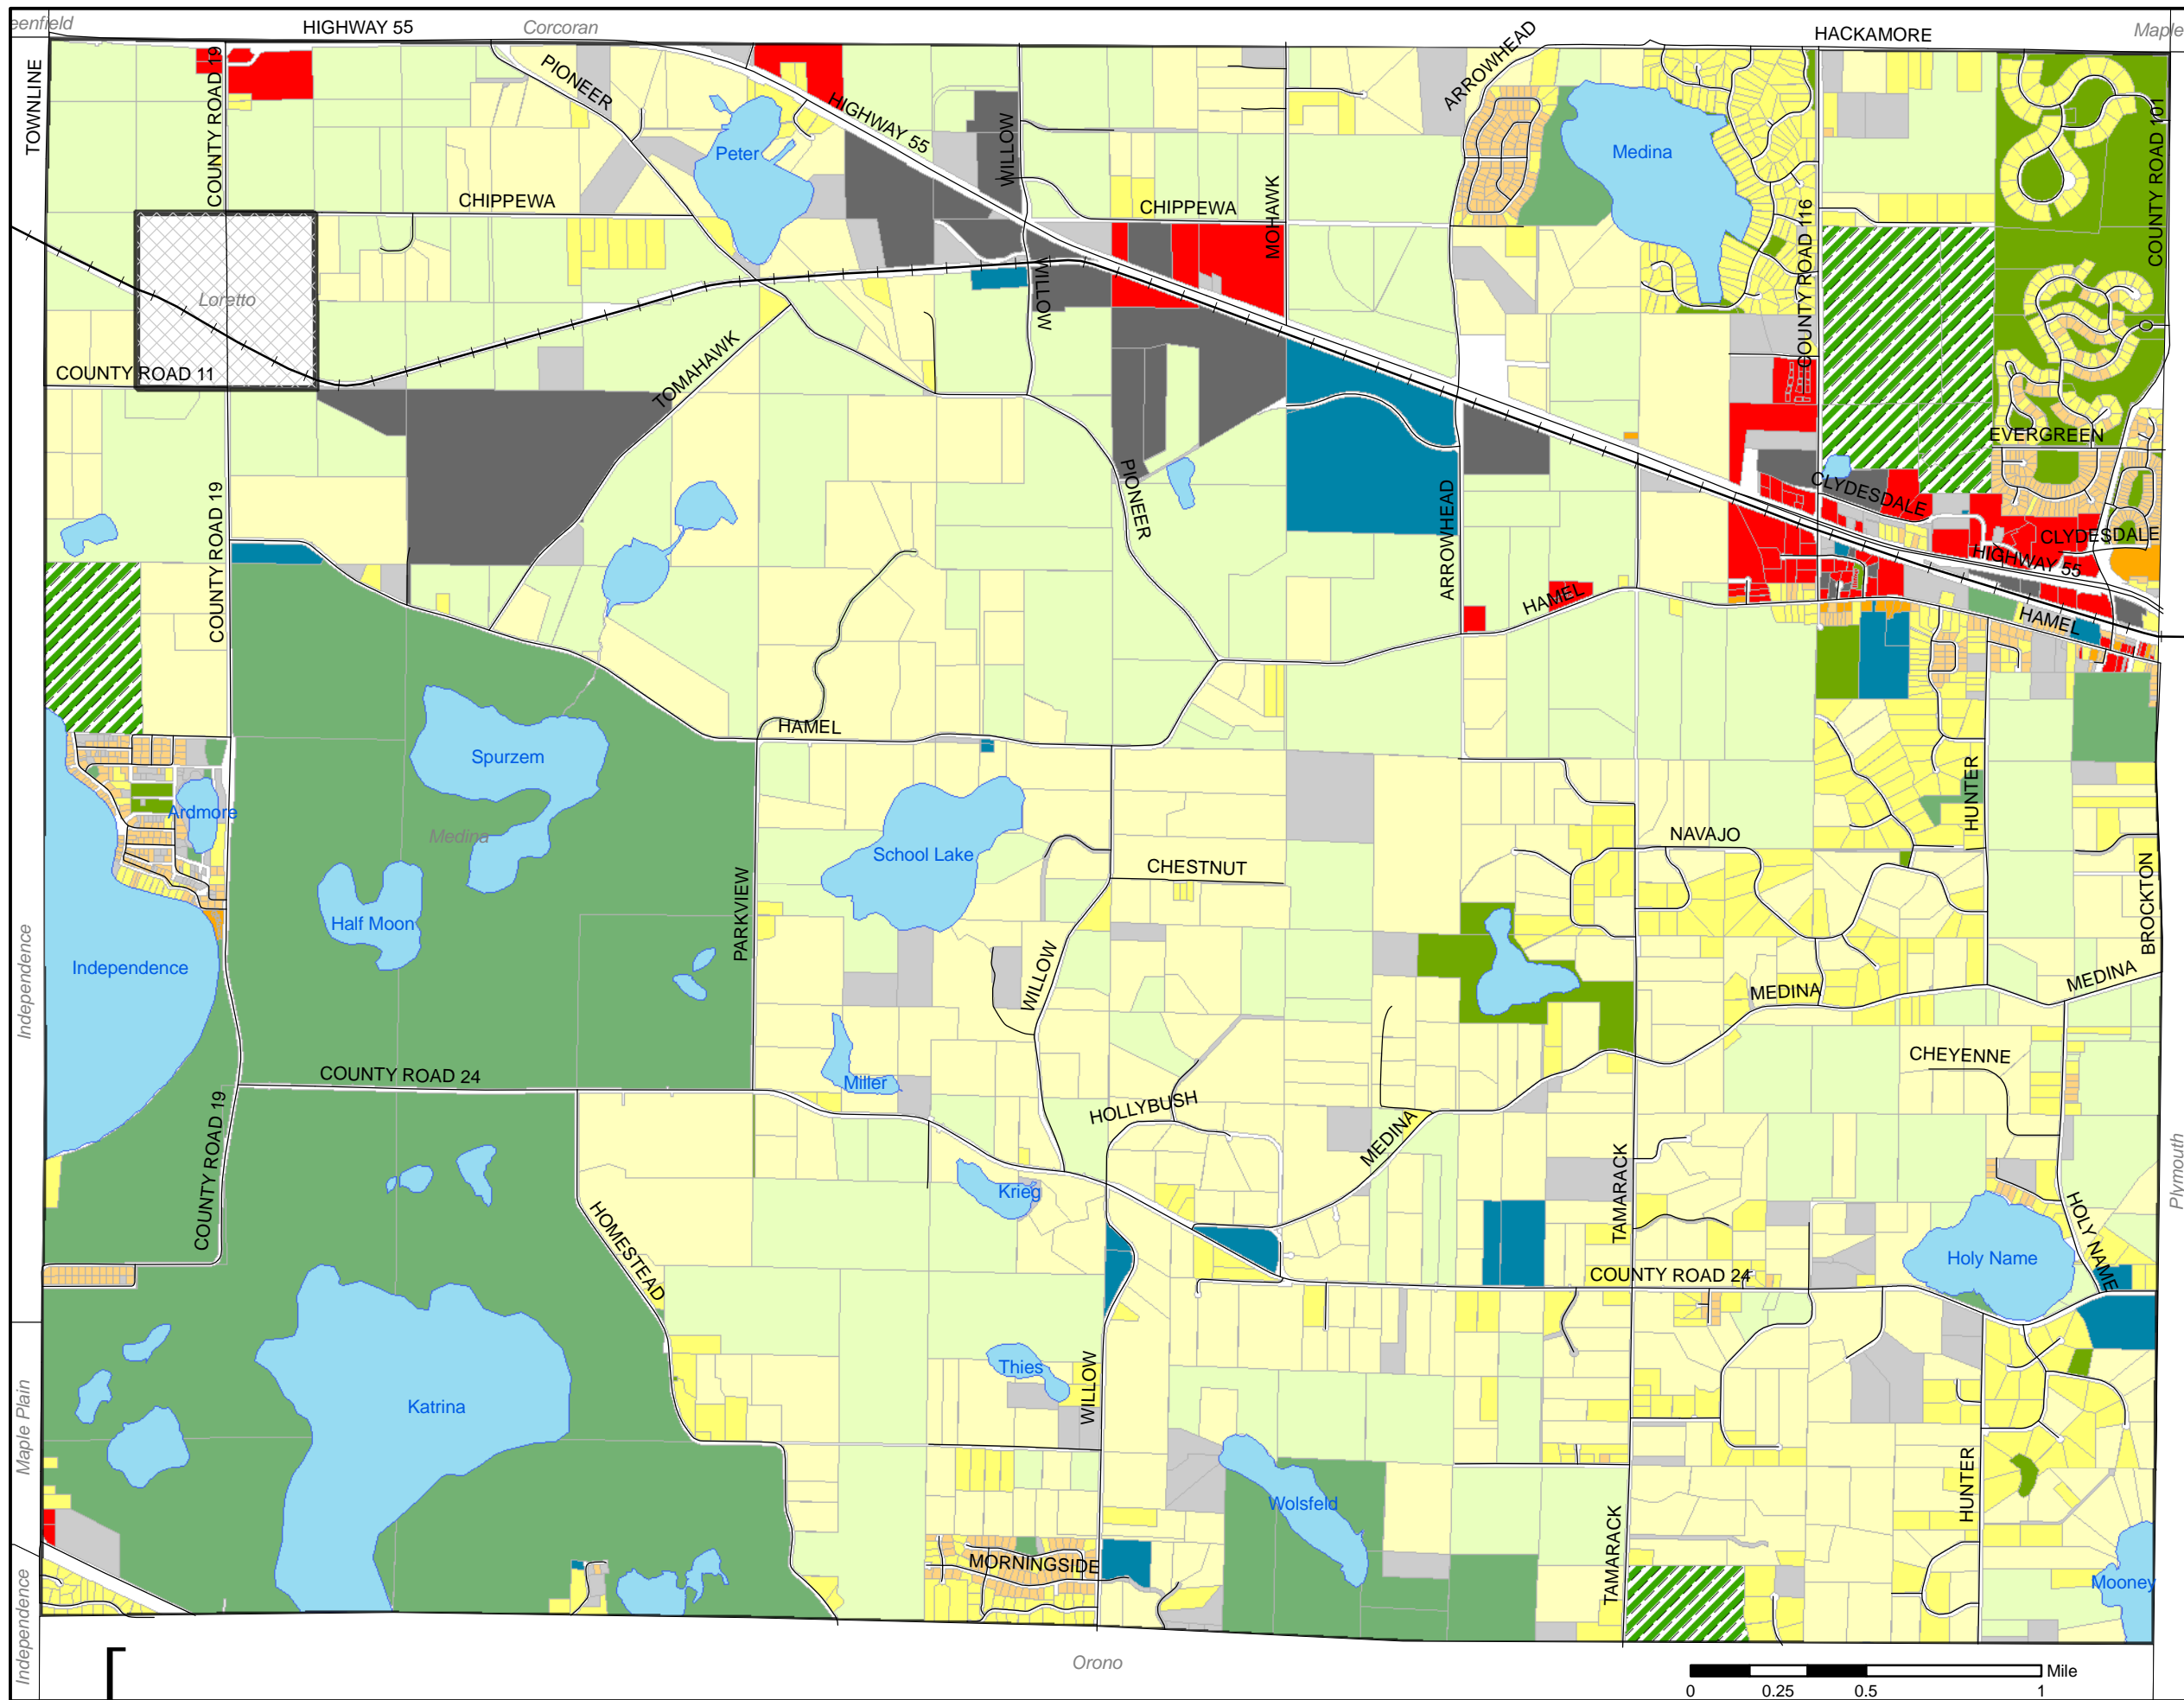 eenfield
HIGHWAY 55
Corcoran
ARROWHEAD
HACKAMORE
Maple
TOWNLINE
COUNTY ROAD 19
PIONEER
HIGHWAY 55
WILLOW
Peter
Medina
COUNTY ROAD 101
CHIPPEWA
CHIPPEWA
MOHAWK
COUNTY ROAD 116
Loretto
WILLOW
COUNTY ROAD 11
TOMAHAWK
EVERGREEN
PIONEER
CLYDESDALE
COUNTY ROAD 19
ARROWHEAD
CLYDESDALE
HIGHWAY 55
HAMEL
HAMEL
HAMEL
Spurzem
HUNTER
Ardmore
Medina
NAVAJO
School Lake
CHESTNUT
PARKVIEW
BROCKTON
Half Moon
Independence
Independence
WILLOW
MEDINA
MEDINA
COUNTY ROAD 24
CHEYENNE
Miller
HOLLYBUSH
MEDINA
COUNTY ROAD 19
TAMARACK
Plymouth
Krieg
HOMESTEAD
HOLY NAME
Holy Name
COUNTY ROAD 24
Thies
WILLOW
Maple Plain
Katrina
HUNTER
Wolsfeld
TAMARACK
MORNINGSIDE
Mooney
Independence
Orono
Mile
0 0.25 0.5 1